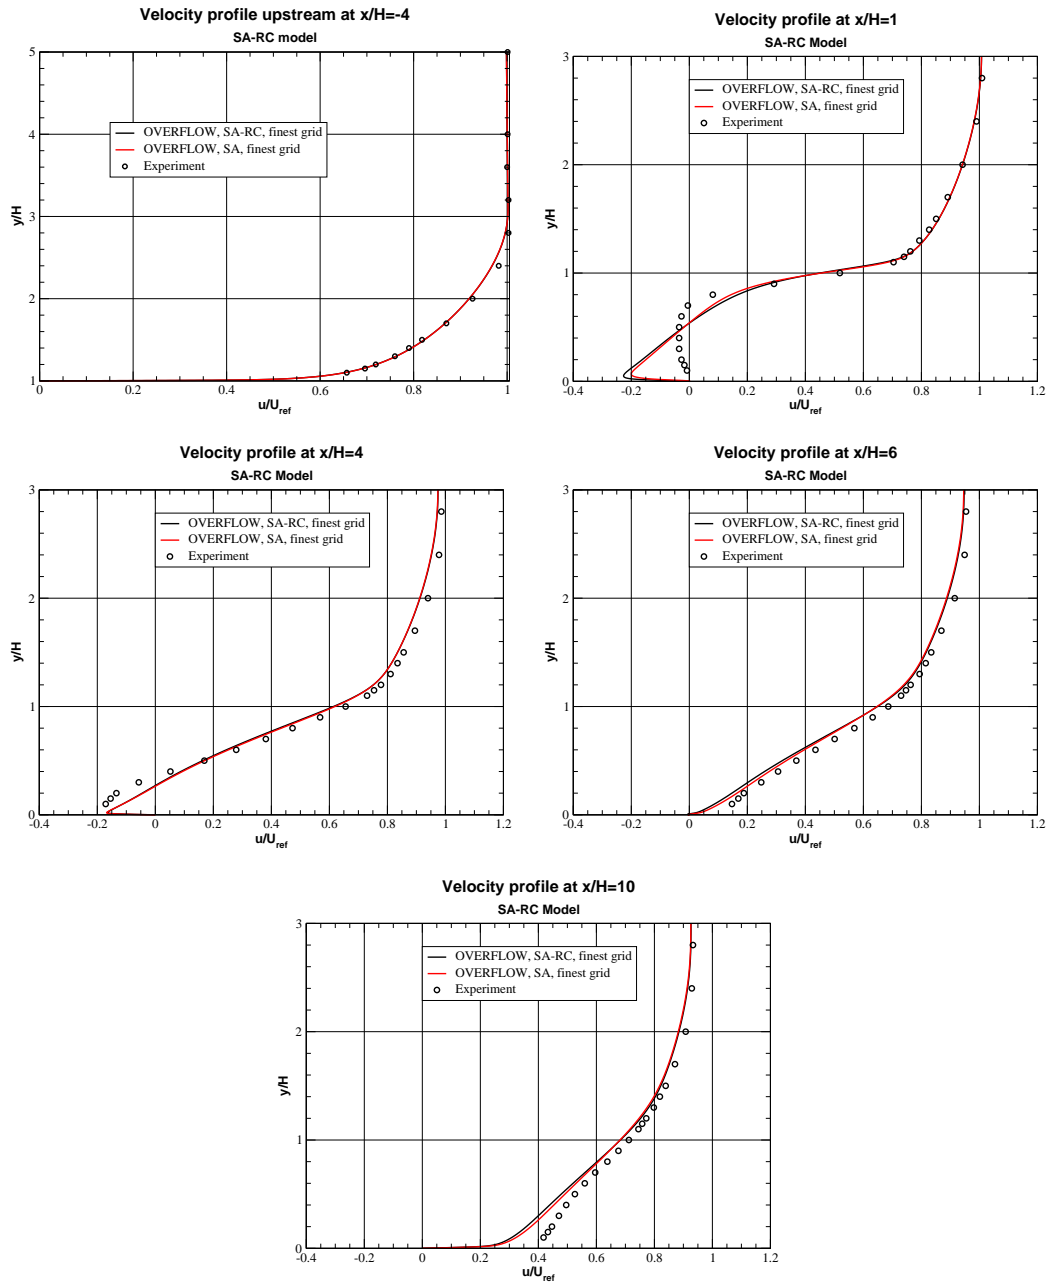 Velocity profile upstream at x/H=-4
SA-RC model
OVERFLOW, SA-RC, finest grid
OVERFLOW, SA, finest grid
Experiment
5
4
3
2
1
y/H
0 0.2 0.4 0.6 0.8 1
u/Uref
Velocity profile at x/H=1
SA-RC Model
OVERFLOW, SA-RC, finest grid
OVERFLOW, SA, finest grid
Experiment
3
2
1
0
y/H
-0.4 -0.2 0 0.2 0.4 0.6 0.8 1 1.2
u/Uref
Velocity profile at x/H=4
SA-RC Model
OVERFLOW, SA-RC, finest grid
OVERFLOW, SA, finest grid
Experiment
3
2
1
0
y/H
-0.4 -0.2 0 0.2 0.4 0.6 0.8 1 1.2
u/Uref
Velocity profile at x/H=6
SA-RC Model
OVERFLOW, SA-RC, finest grid
OVERFLOW, SA, finest grid
Experiment
3
2
1
0
y/H
-0.4 -0.2 0 0.2 0.4 0.6 0.8 1 1.2
u/Uref
Velocity profile at x/H=10
SA-RC Model
OVERFLOW, SA-RC, finest grid
OVERFLOW, SA, finest grid
Experiment
3
2
1
0
y/H
-0.4 -0.2 0 0.2 0.4 0.6 0.8 1 1.2
u/Uref